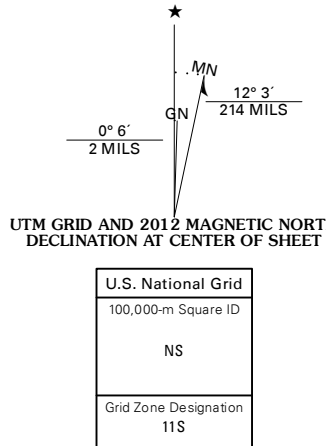 ★
MN
GN
12° 3´
214 MILS
0° 6´
2 MILS
UTM GRID AND 2012 MAGNETIC NORT
DECLINATION AT CENTER OF SHEET
U.S. National Grid
100,000-m Square ID
NS
Grid Zone Designation
11S